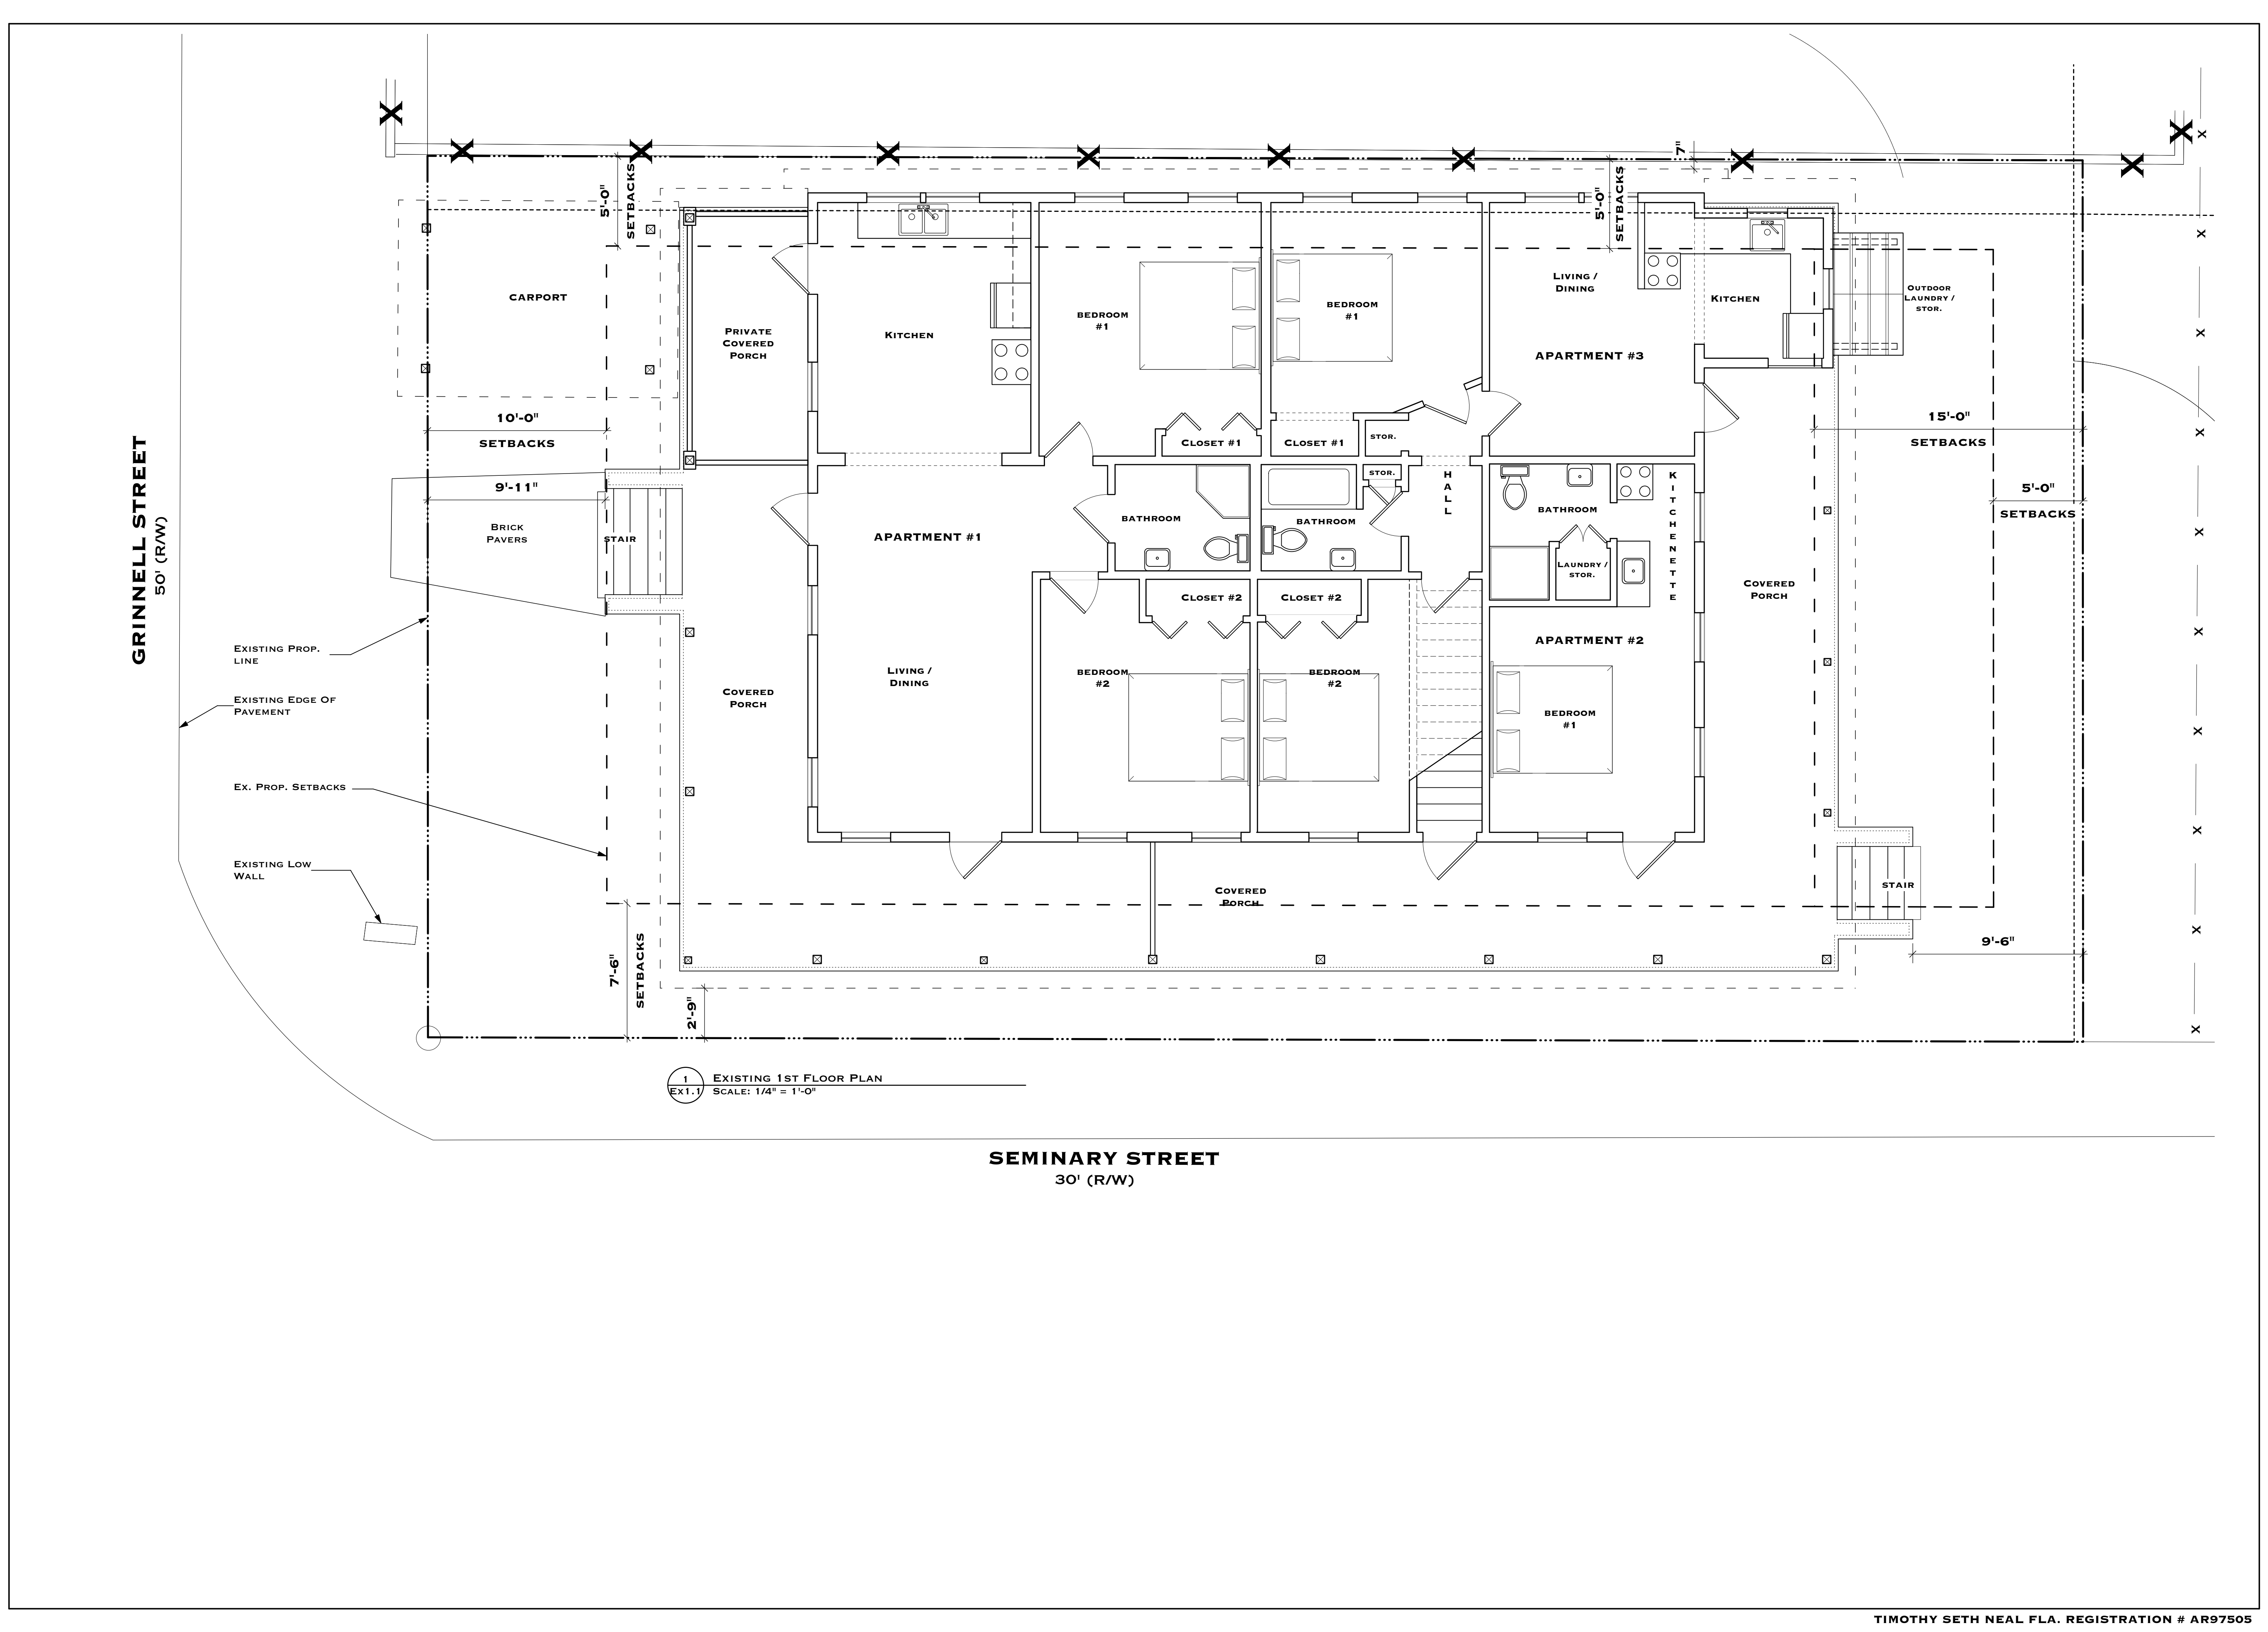 7"
5'-0"
SETBACKS
5'-0"
SETBACKS
CARPORT
PRIVATE
COVERED
PORCH
KITCHEN
BEDROOM
#1
BEDROOM
#1
LIVING /
DINING
APARTMENT #3
KITCHEN
OUTDOOR
LAUNDRY /
STOR.
10'-0"
SETBACKS
CLOSET #1
CLOSET #1
STOR.
15'-0"
SETBACKS
9'-11"
BRICK
PAVERS
STAIR
APARTMENT #1
BATHROOM
BATHROOM
STOR.
HALL
BATHROOM
KITCHENETTE
LAUNDRY /
STOR.
5'-0"
SETBACKS
COVERED
PORCH
GRINNELL STREET
50' (R/W)
CLOSET #2
CLOSET #2
EXISTING PROP.
LINE
EXISTING EDGE OF
PAVEMENT
EX. PROP. SETBACKS
EXISTING LOW
WALL
COVERED
PORCH
LIVING /
DINING
BEDROOM
#2
BEDROOM
#2
APARTMENT #2
BEDROOM
#1
COVERED
PORCH
STAIR
7'-6"
SETBACKS
2'-9"
9'-6"
1
EX1.1
EXISTING 1ST FLOOR PLAN
SCALE: 1/4" = 1'-0"
SEMINARY STREET
30' (R/W)
TIMOTHY SETH NEAL FLA. REGISTRATION # AR97505